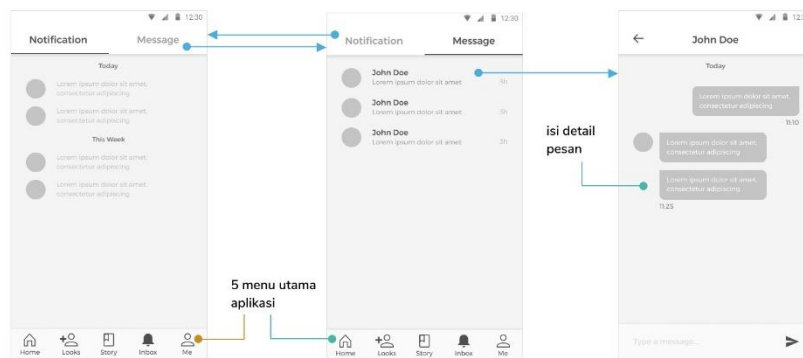 12:30
Notification Message
Today
Lorem ipsum dolor sit amet,
consectetur adipiscing
Lorem ipsum dolor sit amet,
consectetur adipiscing
This Week
Lorem ipsum dolor sit amet,
consectetur adipiscing
Lorem ipsum dolor sit amet,
consectetur adipiscing
Home Looks Story Inbox Me
5 menu utama
aplikasi
12:30
Notification Message
John Doe
Lorem ipsum dolor sit amet 3h
John Doe
Lorem ipsum dolor sit amet 3h
John Doe
Lorem ipsum dolor sit amet 3h
Home Looks Story Inbox Me
isi detail
pesan
John Doe
Today
Lorem ipsum dolor sit amet,
consectetur adipiscing
11:10
Lorem ipsum dolor sit amet,
consectetur adipiscing
Lorem ipsum dolor sit amet,
consectetur adipiscing
11:25
Type a message...